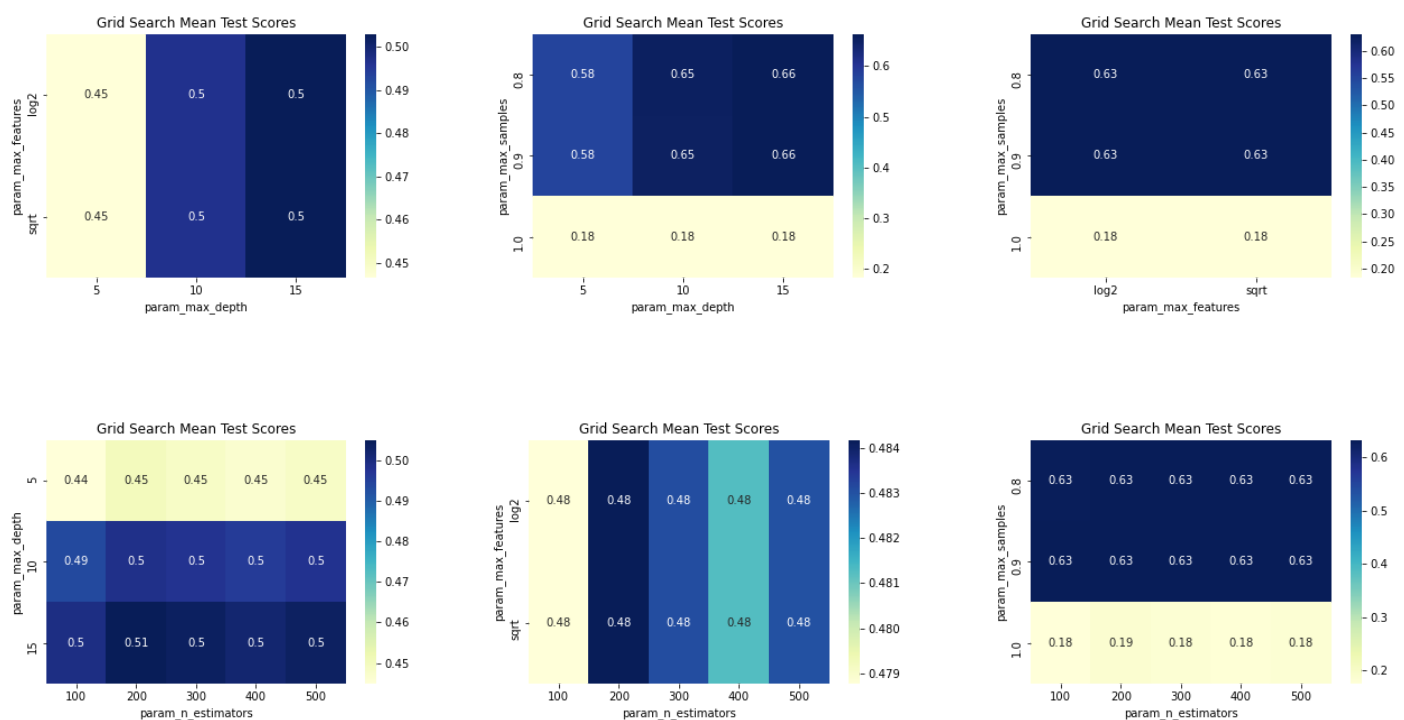 Grid Search Mean Test Scores
param_max_features
log2
sqrt
0.45 0.5 0.5
0.45 0.5 0.5
5 10 15
param_max_depth
0.50
0.49
0.48
0.47
0.46
0.45
Grid Search Mean Test Scores
param_max_samples
0.8
0.9
1.0
0.58 0.65 0.66
0.58 0.65 0.66
0.18 0.18 0.18
5 10 15
param_max_depth
0.6
0.5
0.4
0.3
0.2
Grid Search Mean Test Scores
param_max_samples
0.8
0.9
1.0
0.63 0.63
0.63 0.63
0.18 0.18
log2 sqrt
param_max_features
0.60
0.55
0.50
0.45
0.40
0.35
0.30
0.25
0.20
Grid Search Mean Test Scores
param_max_depth
5
10
15
0.44 0.45 0.45 0.45 0.45
0.49 0.5 0.5 0.5 0.5
0.5 0.51 0.5 0.5 0.5
100 200 300 400 500
param_n_estimators
0.50
0.49
0.48
0.47
0.46
0.45
Grid Search Mean Test Scores
param_max_features
log2
sqrt
0.48 0.48 0.48 0.48 0.48
0.48 0.48 0.48 0.48 0.48
100 200 300 400 500
param_n_estimators
0.484
0.483
0.482
0.481
0.480
0.479
Grid Search Mean Test Scores
param_max_samples
0.8
0.9
1.0
0.63 0.63 0.63 0.63 0.63
0.63 0.63 0.63 0.63 0.63
0.18 0.19 0.18 0.18 0.18
100 200 300 400 500
param_n_estimators
0.6
0.5
0.4
0.3
0.2